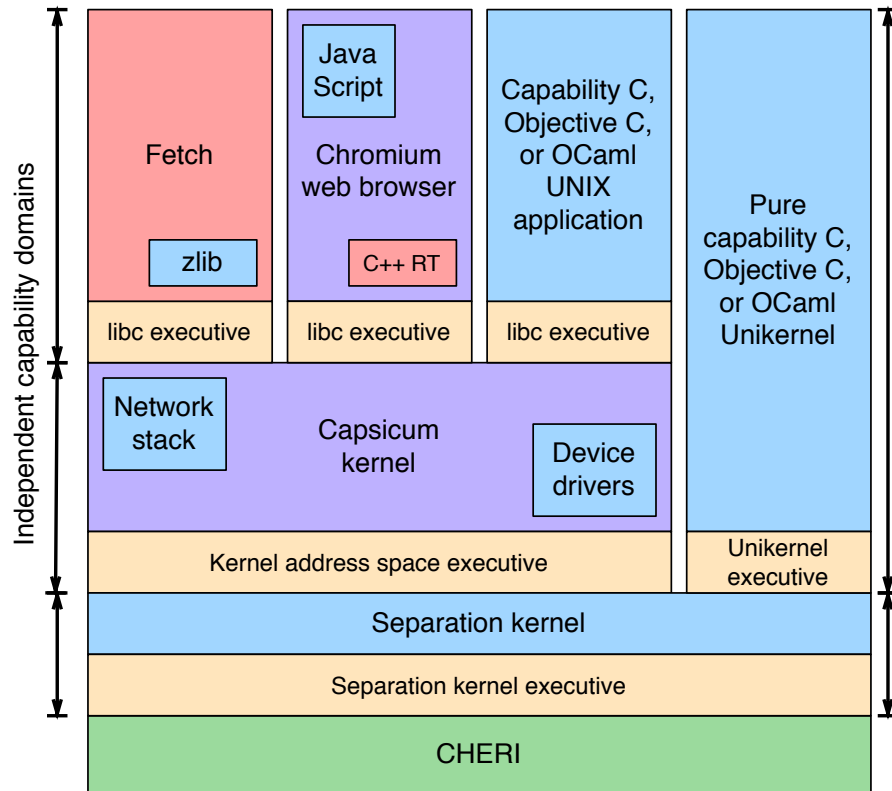 Independent capability domains
Fetch
zlib
libc executive
Java
Script
Chromium
web browser
C++ RT
libc executive
Capability C,
Objective C,
or OCaml
UNIX
application
libc executive
Pure
capability C,
Objective C,
or OCaml
Unikernel
Network
stack
Capsicum
kernel
Device
drivers
Kernel address space executive
Unikernel
executive
Separation kernel
Separation kernel executive
CHERI